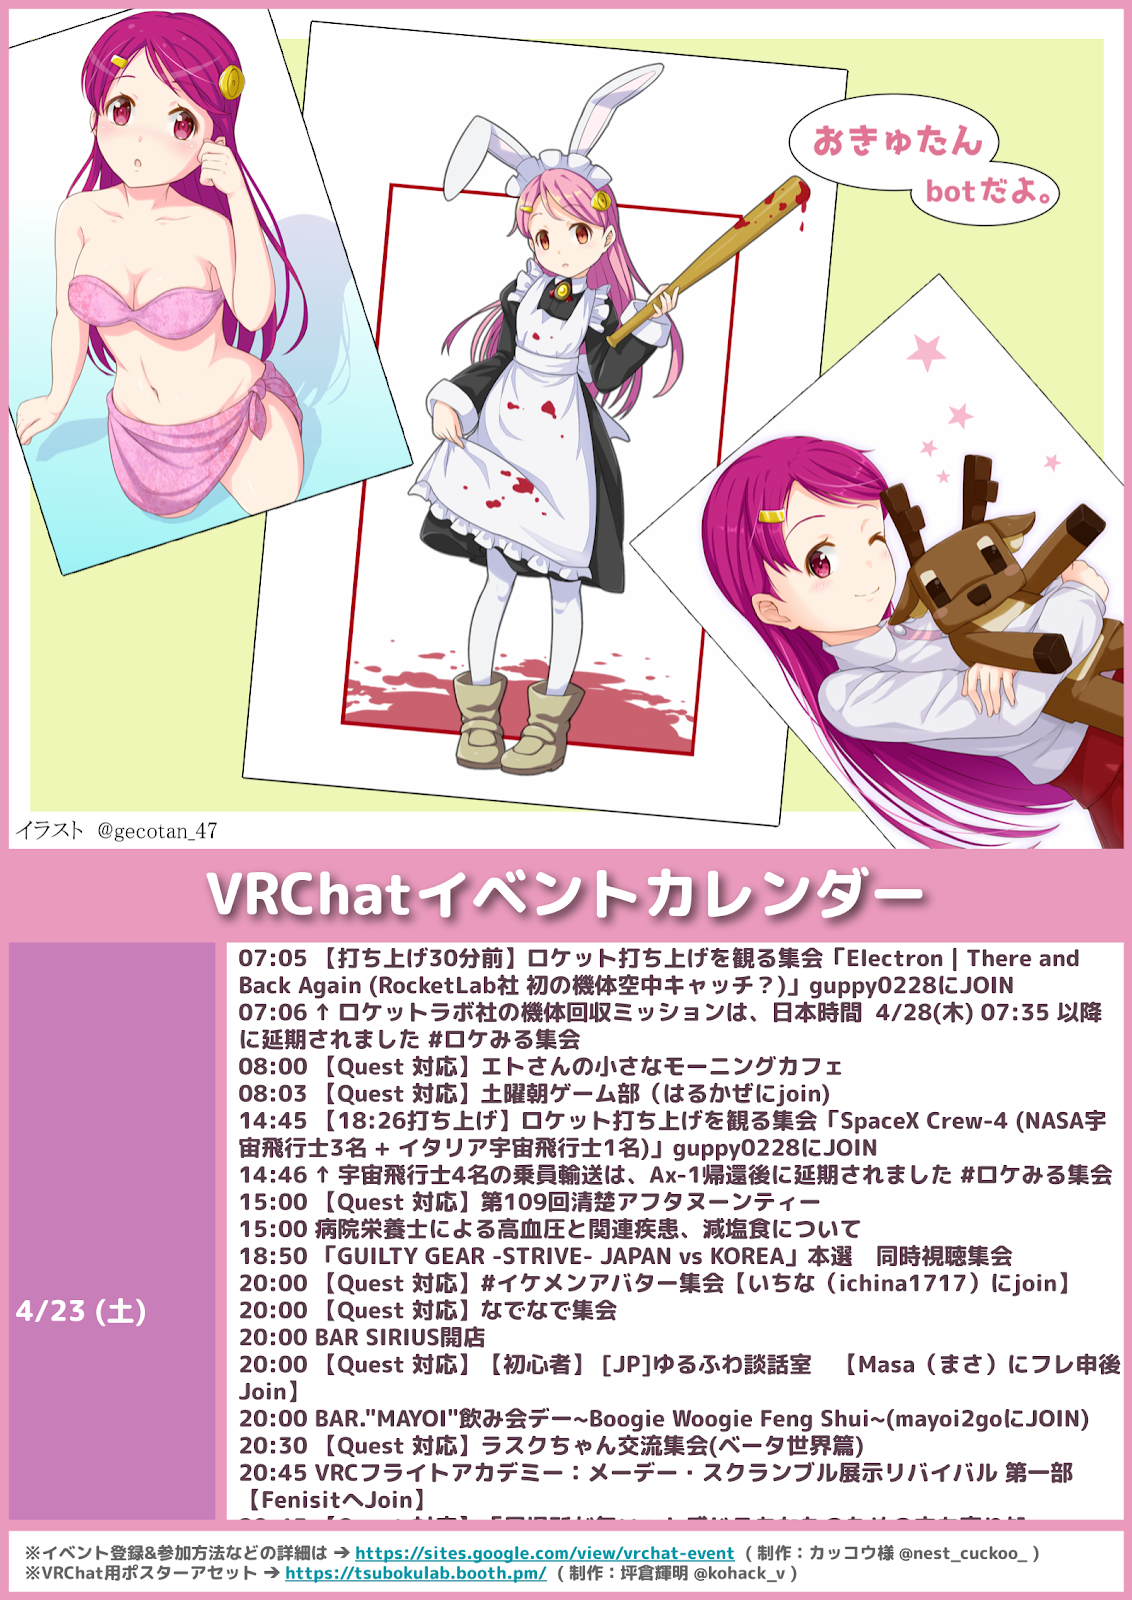 おきゅたん
botだよ。
イラスト @gecotan_47
VRChatイベントカレンダー
4/23 (土)
07:05 【打ち上げ30分前】ロケット打ち上げを観る集会「Electron | There and
Back Again (RocketLab社 初の機体空中キャッチ？)」guppy0228にJOIN
07:06 ↑ ロケットラボ社の機体回収ミッションは、日本時間 4/28(木) 07:35 以降
に延期されました #ロケみる集会
08:00 【Quest 対応】エトさんの小さなモーニングカフェ
08:03 【Quest 対応】土曜朝ゲーム部（はるかぜにjoin)
14:45 【18:26打ち上げ】ロケット打ち上げを観る集会「SpaceX Crew-4 (NASA宇
宙飛行士3名 + イタリア宇宙飛行士1名)」guppy0228にJOIN
14:46 ↑ 宇宙飛行士4名の乗員輸送は、Ax-1帰還後に延期されました #ロケみる集会
15:00 【Quest 対応】第109回清楚アフタヌーンティー
15:00 病院栄養士による高血圧と関連疾患、減塩食について
18:50 「GUILTY GEAR -STRIVE- JAPAN vs KOREA」本選　同時視聴集会
20:00 【Quest 対応】#イケメンアバター集会【いちな（ichina1717）にjoin】
20:00 【Quest 対応】なでなで集会
20:00 BAR SIRIUS開店
20:00 【Quest 対応】【初心者】 [JP]ゆるふわ談話室　【Masa（まさ）にフレ申後
Join】
20:00 BAR."MAYOI"飲み会デー~Boogie Woogie Feng Shui~(mayoi2goにJOIN)
20:30 【Quest 対応】ラスクちゃん交流集会(ベータ世界篇)
20:45 VRCフライトアカデミー：メーデー・スクランブル展示リバイバル 第一部
【FenisitへJoin】
※イベント登録&参加方法などの詳細は ➔ https://sites.google.com/view/vrchat-event （ 制作：カッコウ様 @nest_cuckoo_ ）
※VRChat用ポスターアセット ➔ https://tsubokulab.booth.pm/ （ 制作：坪倉輝明 @kohack_v ）